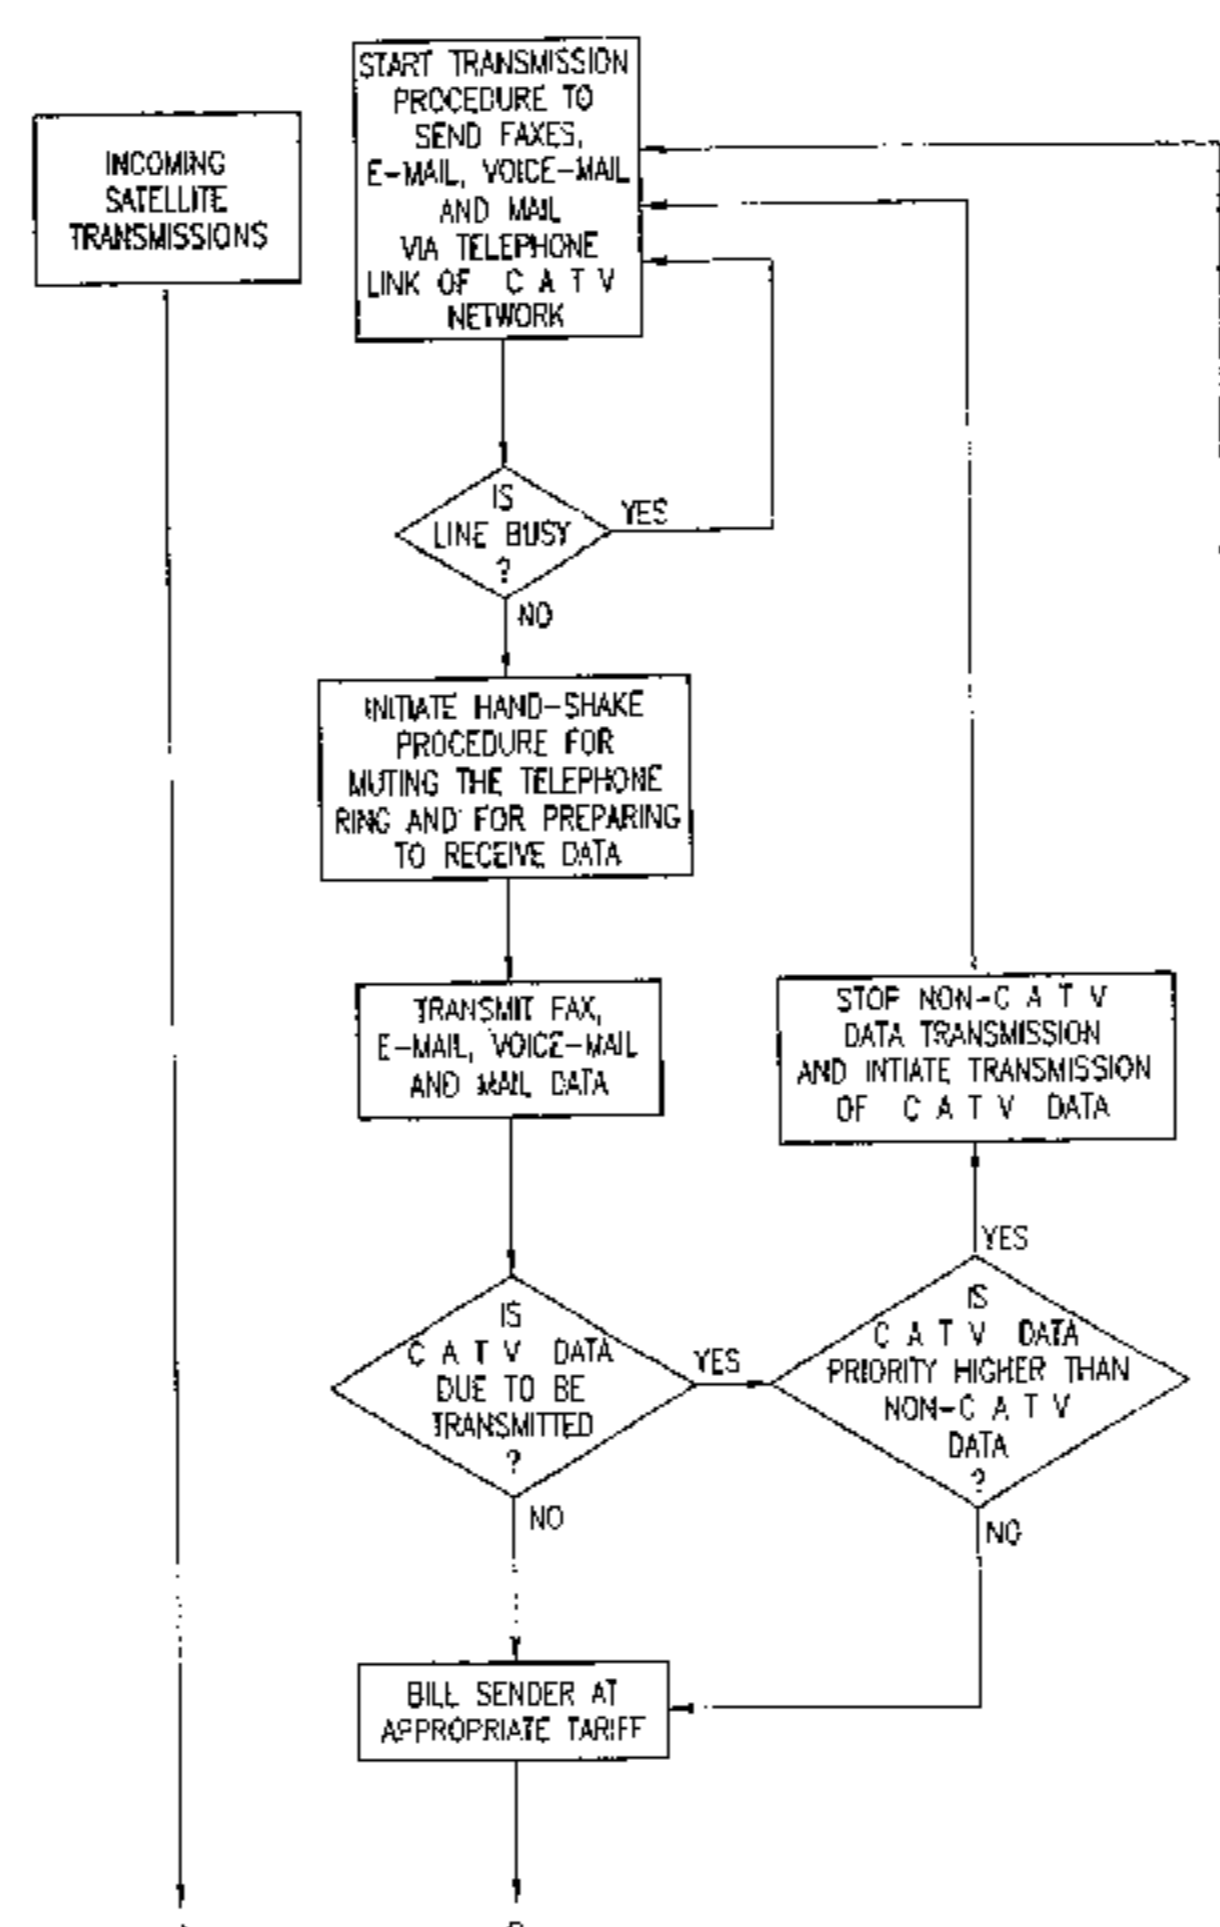 INCOMING
SATELLITE
TRANSMISSIONS
START TRANSMISSION
PROCEDURE TO
SEND FAXES,
E-MAIL, VOICE-MAIL
AND MAIL
VIA TELEPHONE
LINK OF C A T V
NETWORK
IS
LINE BUSY
?
YES
NO
INITIATE HAND-SHAKE
PROCEDURE FOR
MUTING THE TELEPHONE
RING AND FOR PREPARING
TO RECEIVE DATA
TRANSMIT FAX,
E-MAIL, VOICE-MAIL
AND MAIL DATA
STOP NON-C A T V
DATA TRANSMISSION
AND INTIATE TRANSMISSION
OF C A T V DATA
YES
IS
C A T V DATA
DUE TO BE
TRANSMITTED
?
YES
NO
IS
C A T V DATA
PRIORITY HIGHER THAN
NON-C A T V
DATA
?
NO
BILL SENDER AT
APPROPRIATE TARIFF